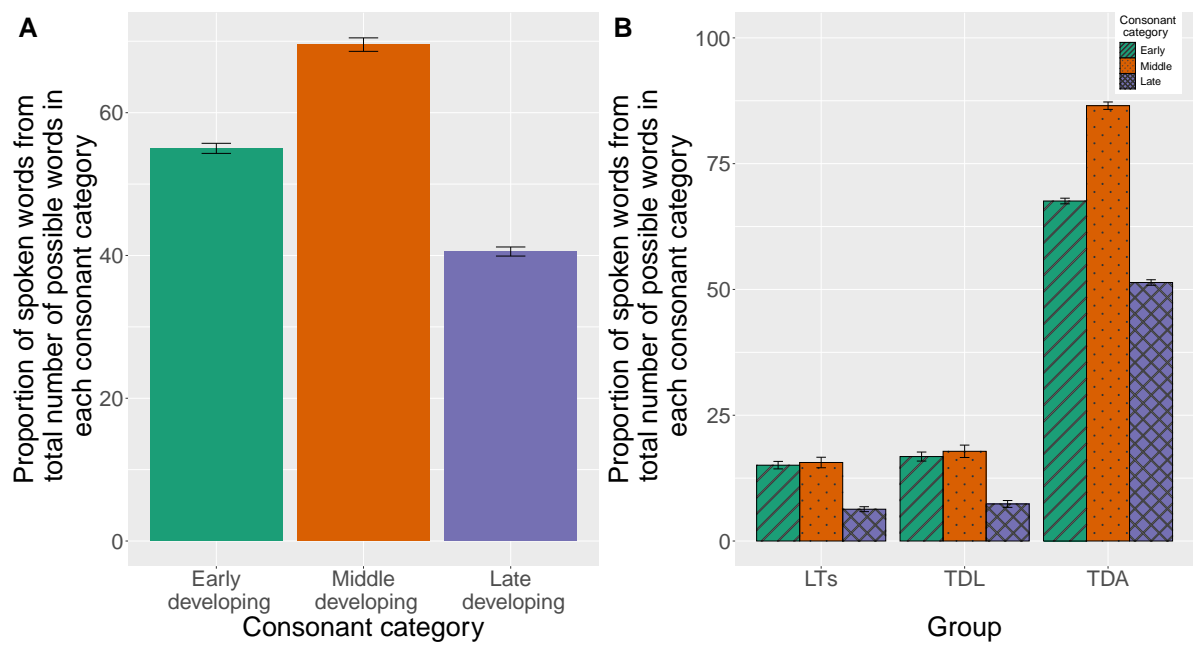 A
Proportion of spoken words from
total number of possible words in
each consonant category
60
40
20
0
Early
developing
Middle
developing
Late
developing
Consonant category
B
Proportion of spoken words from
total number of possible words in
each consonant category
100
75
50
25
0
LTs
TDL
TDA
Group
Consonant
category
Early
Middle
Late